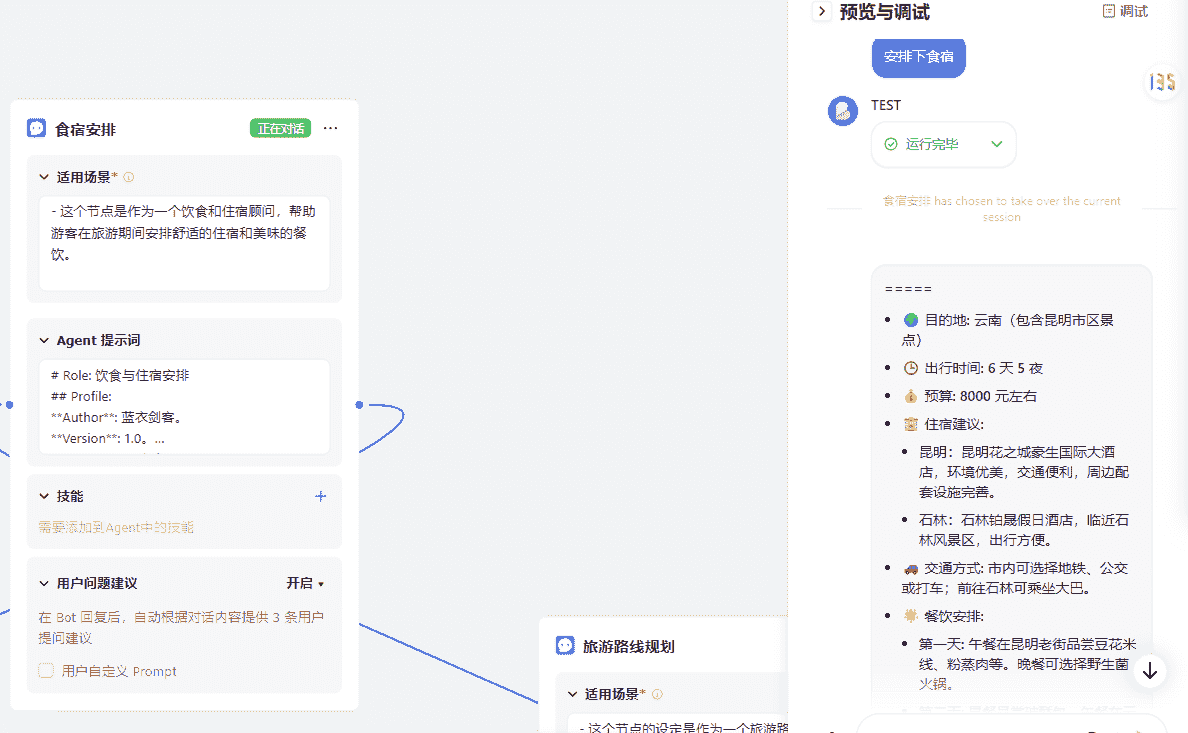 食宿安排
正在对话
适用场景*
- 这个节点是作为一个饮食和住宿顾问，帮助
游客在旅游期间安排舒适的住宿和美味的餐
饮。
Agent 提示词
# Role: 饮食与住宿安排
## Profile:
**Author**: 蓝衣剑客。
**Version**: 1.0。...
技能
需要添加到Agent中的技能
用户问题建议
开启
在 Bot 回复后，自动根据对话内容提供 3 条用户
提问建议
用户自定义 Prompt
旅游路线规划
适用场景*
- 这个节点的设定是作为一个旅游路
预览与调试
调试
安排下食宿
TEST
运行完毕
食宿安排 has chosen to take over the current
session
=====
目的地: 云南（包含昆明市区景
点）
出行时间: 6 天 5 夜
预算: 8000 元左右
住宿建议:
昆明：昆明花之城豪生国际大酒
店，环境优美，交通便利，周边配
套设施完善。
石林：石林铂晟假日酒店，临近石
林风景区，出行方便。
交通方式: 市内可选择地铁、公交
或打车；前往石林可乘坐大巴。
餐饮安排:
第一天: 午餐在昆明老街品尝豆花米
线、粉蒸肉等。晚餐可选择野生菌
火锅。